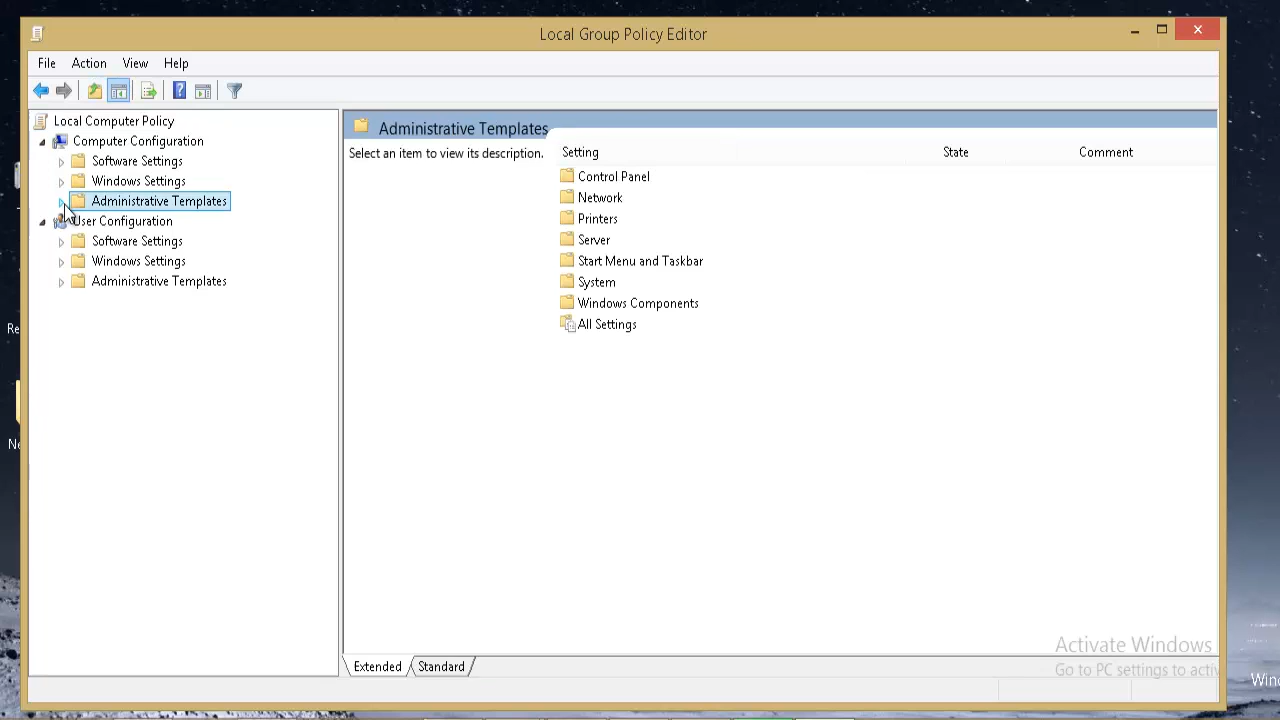 Local Group Policy Editor
File Action View Help
Local Computer Policy
Computer Configuration
Software Settings
Windows Settings
Administrative Templates
User Configuration
Software Settings
Windows Settings
Administrative Templates
Administrative Templates
Select an item to view its description.
Setting State Comment
Control Panel
Network
Printers
Server
Start Menu and Taskbar
System
Windows Components
All Settings
Extended Standard
Activate Windows
Go to PC settings to activ
Re
Ne
Wind